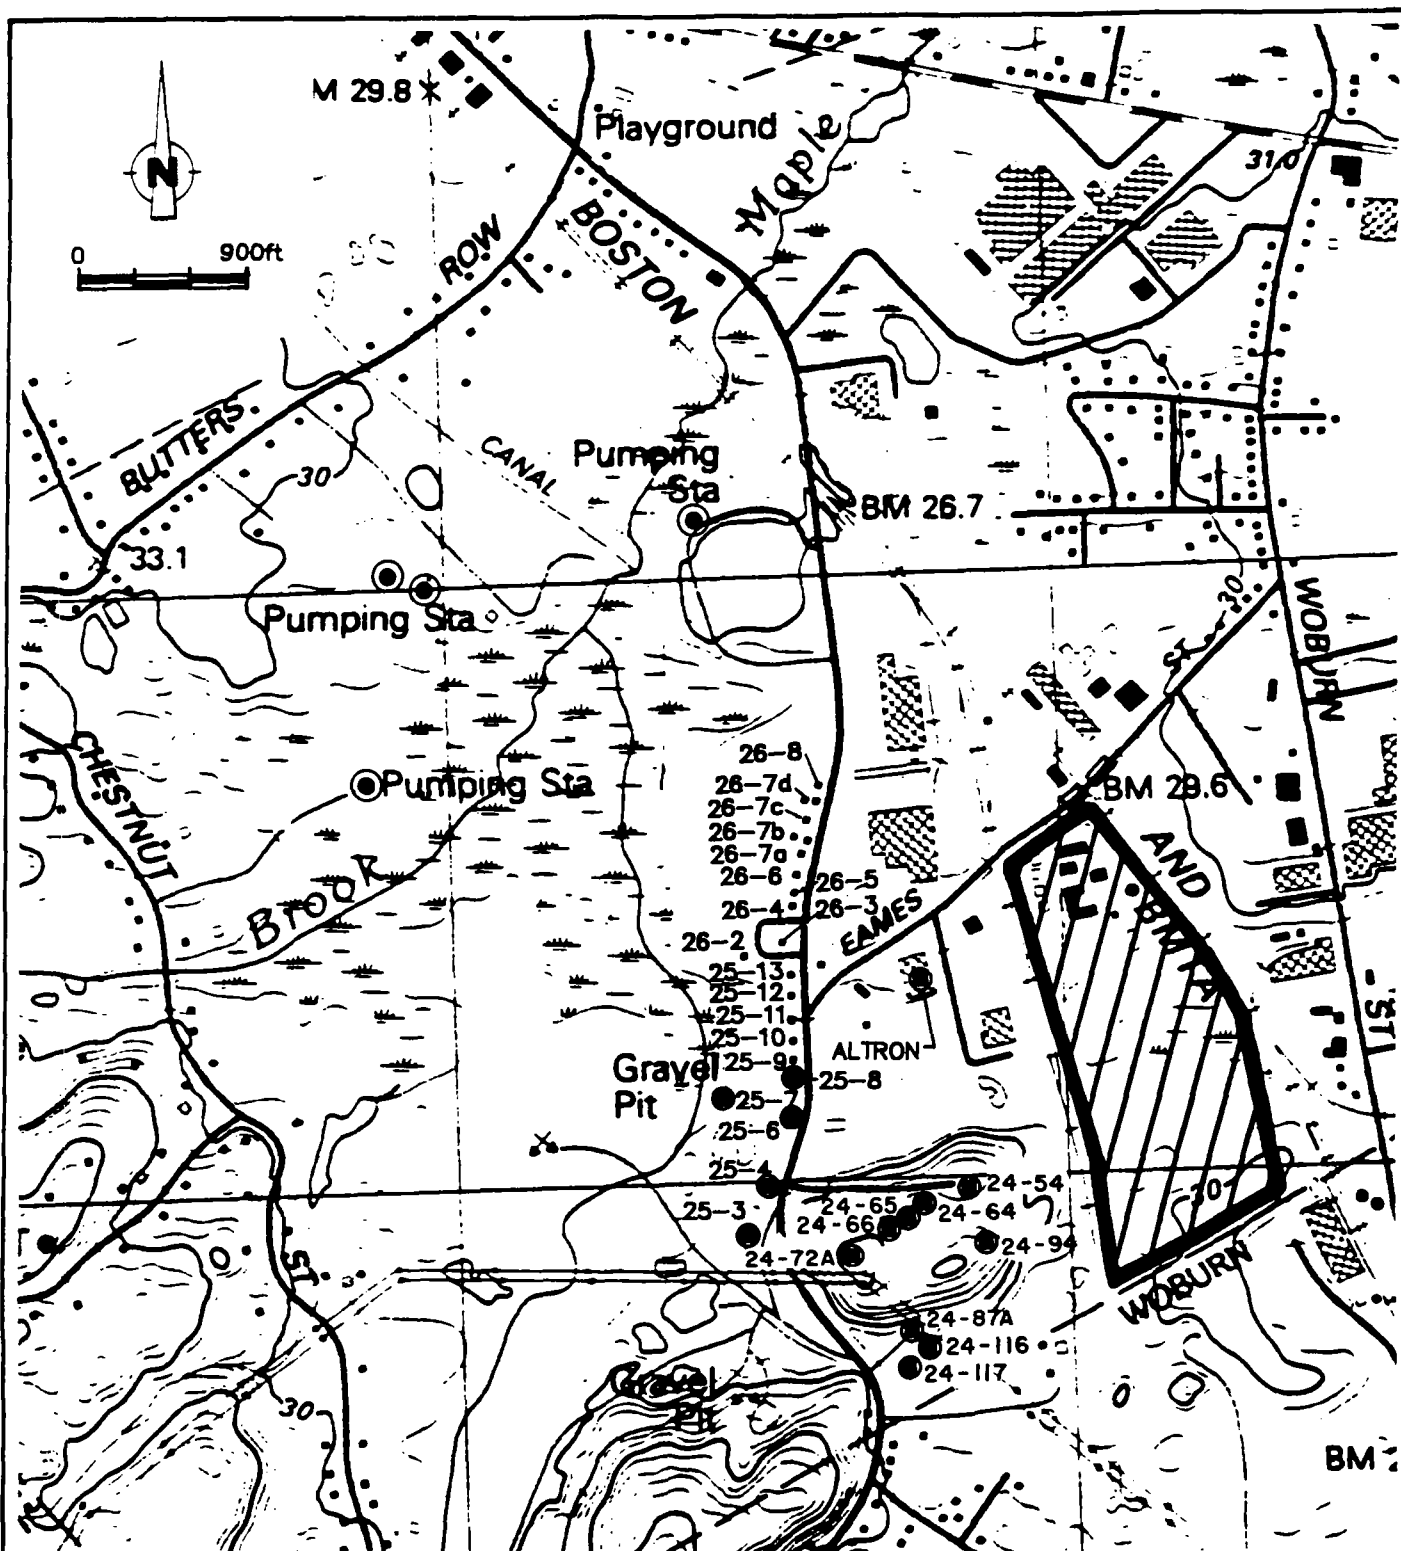 M 29.8
Playground
Maple
31.0
N
0 900ft
ROW
BOSTON
BUTTERS
30
CANAL
Pumping
Sta
BM 26.7
33.1
Pumping Sta
30
WOBURN
St
26-8
26-7d
26-7c
26-7b
26-7a
26-6
26-5
26-4
26-3
26-2
CHESTNUT
Pumping Sta
BM 29.6
AND
B M
Brook
EAMES
25-13
25-12
25-11
25-10
25-9
25-8
ALTRON
ST
Gravel
Pit
25-7
25-6
25-4
25-3
24-54
24-65
24-64
24-66
24-94
24-72A
30
WOBURN
ST
24-87A
24-116
24-117
Gravel
Pit
30
BM